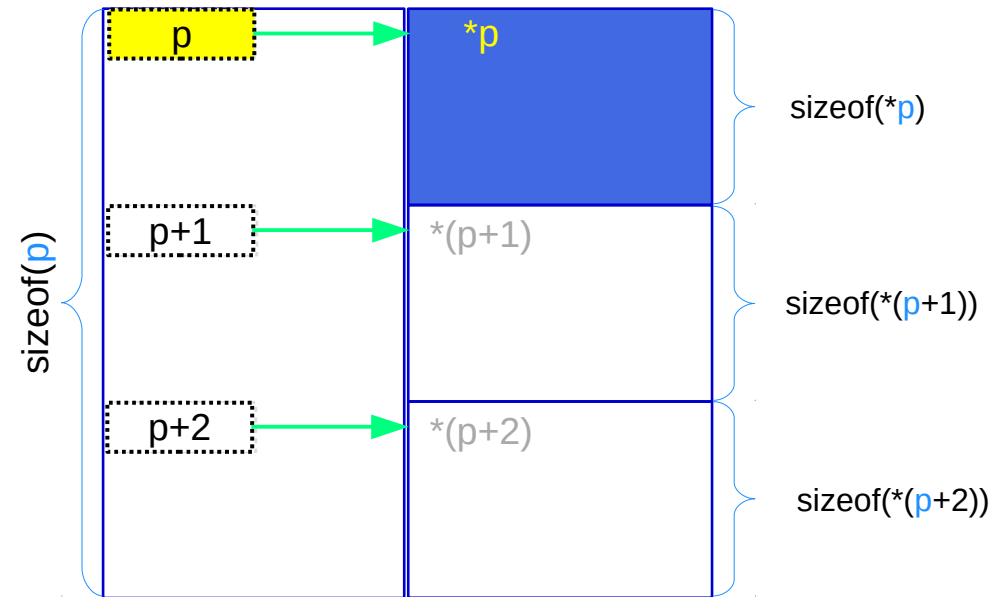 p
*p
sizeof(*p)
sizeof(p)
p+1
*(p+1)
sizeof(*(p+1))
p+2
*(p+2)
sizeof(*(p+2))